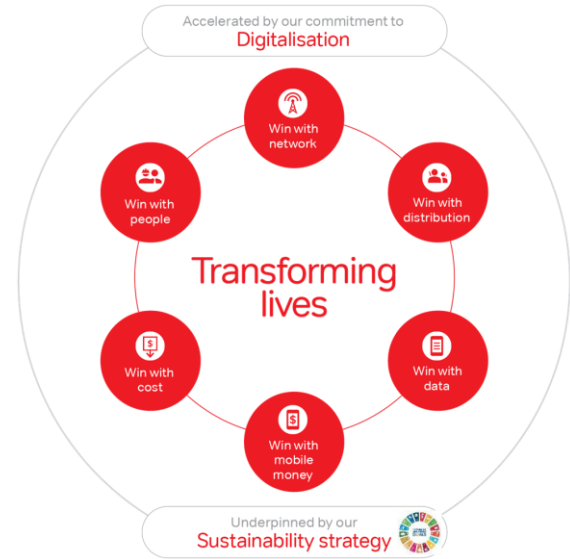 Accelerated by our commitment to
Digitalisation
Win with
network
Win with
people
Win with
distribution
Transforming
lives
Win with
cost
Win with
data
Win with
mobile
money
Underpinned by our
Sustainability strategy